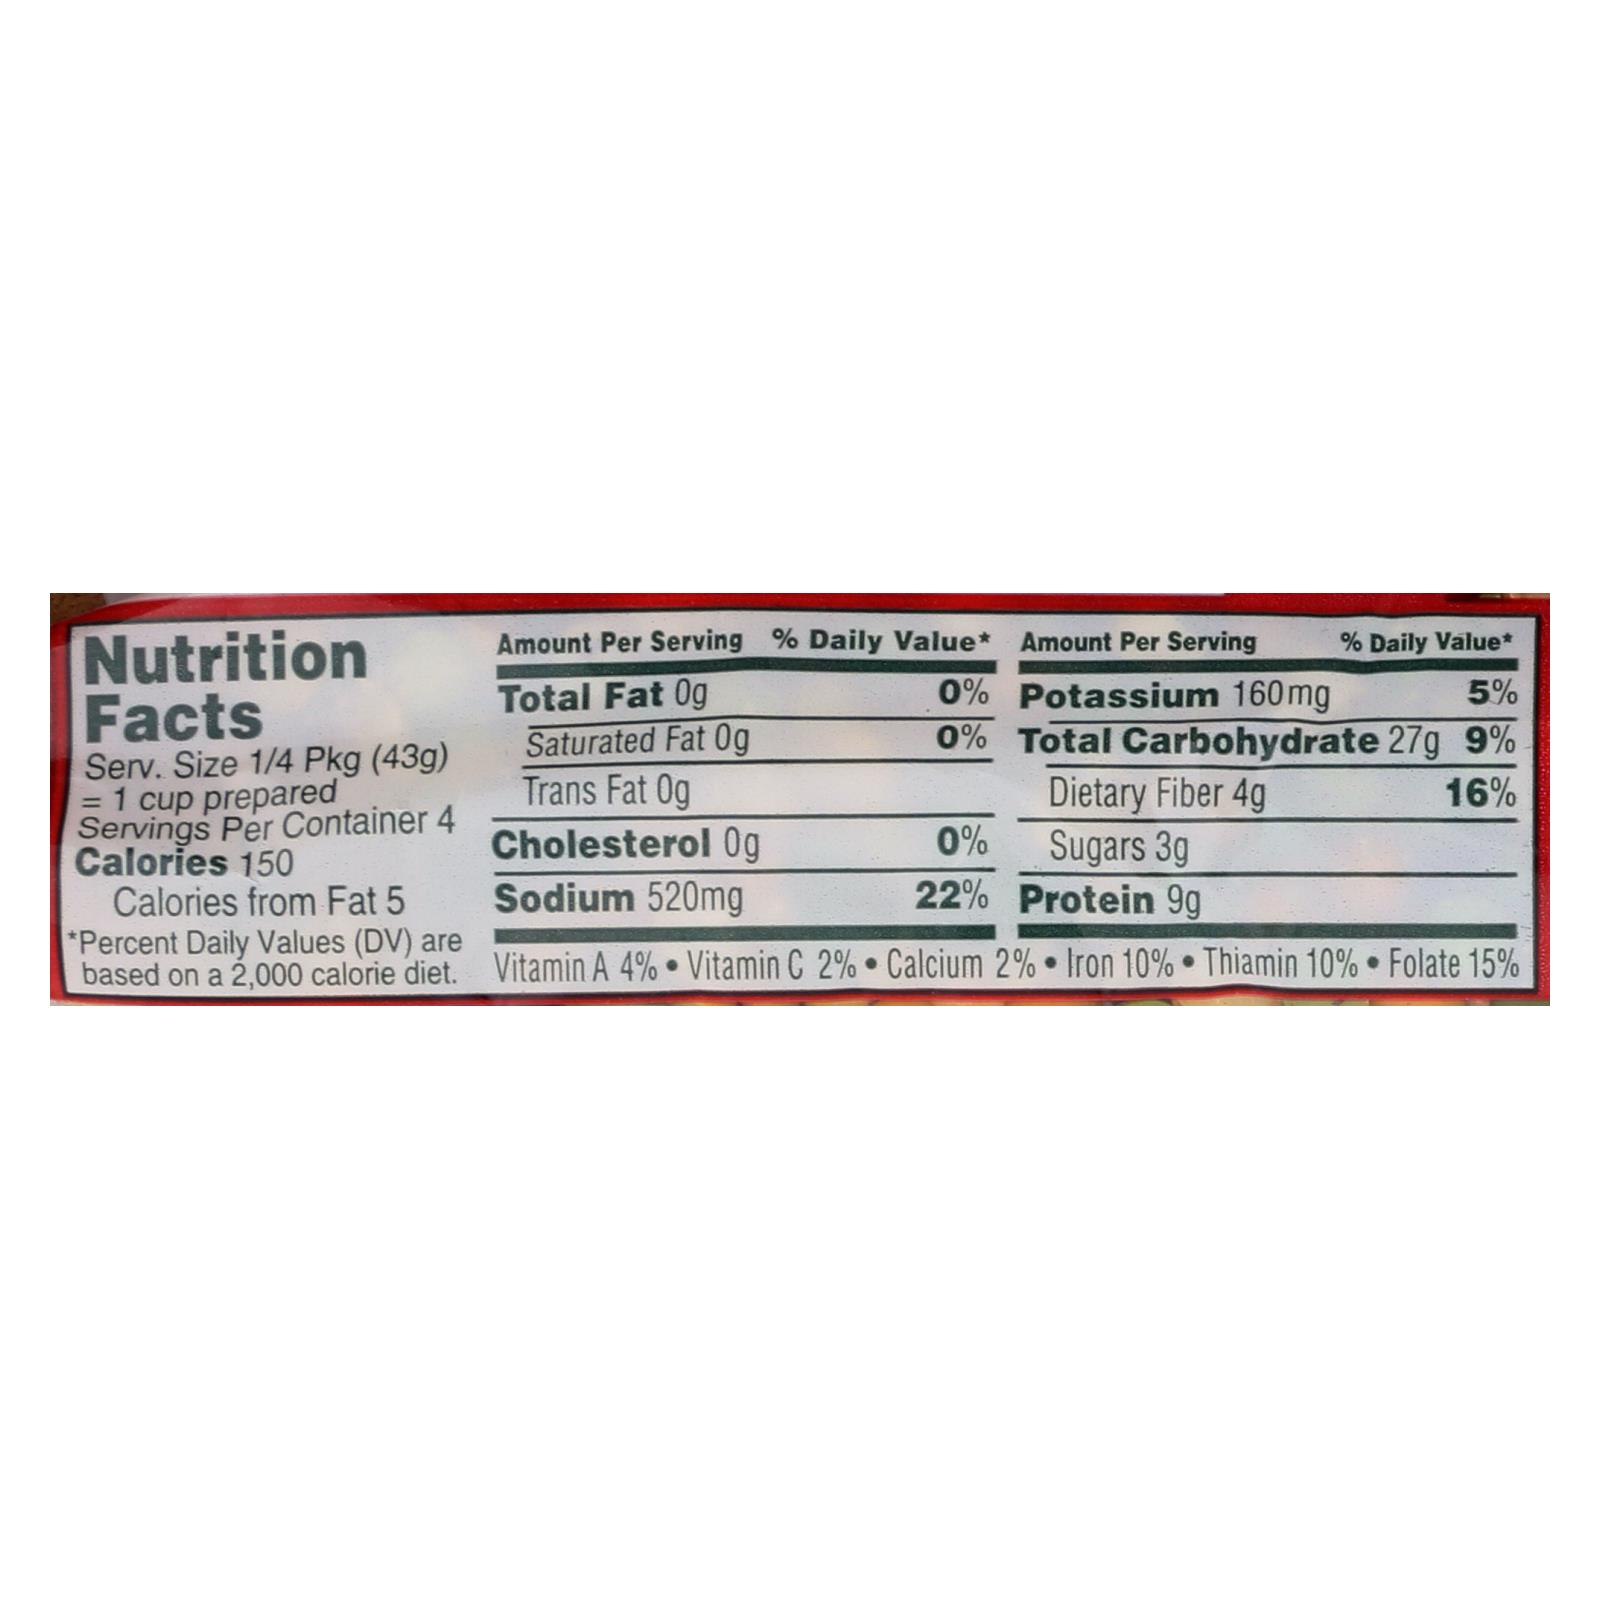 Nutrition
Facts
Serv. Size 1/4 Pkg (43g)
= 1 cup prepared
Servings Per Container 4
Calories 150
Calories from Fat 5
*Percent Daily Values (DV) are
based on a 2,000 calorie diet.
Amount Per Serving % Daily Value*
Total Fat 0g 0%
Saturated Fat 0g 0%
Trans Fat 0g
Cholesterol 0g 0%
Sodium 520mg 22%
Amount Per Serving % Daily Value*
Potassium 160mg 5%
Total Carbohydrate 27g 9%
Dietary Fiber 4g 16%
Sugars 3g
Protein 9g
Vitamin A 4% • Vitamin C 2% • Calcium 2% • Iron 10% • Thiamin 10% • Folate 15%